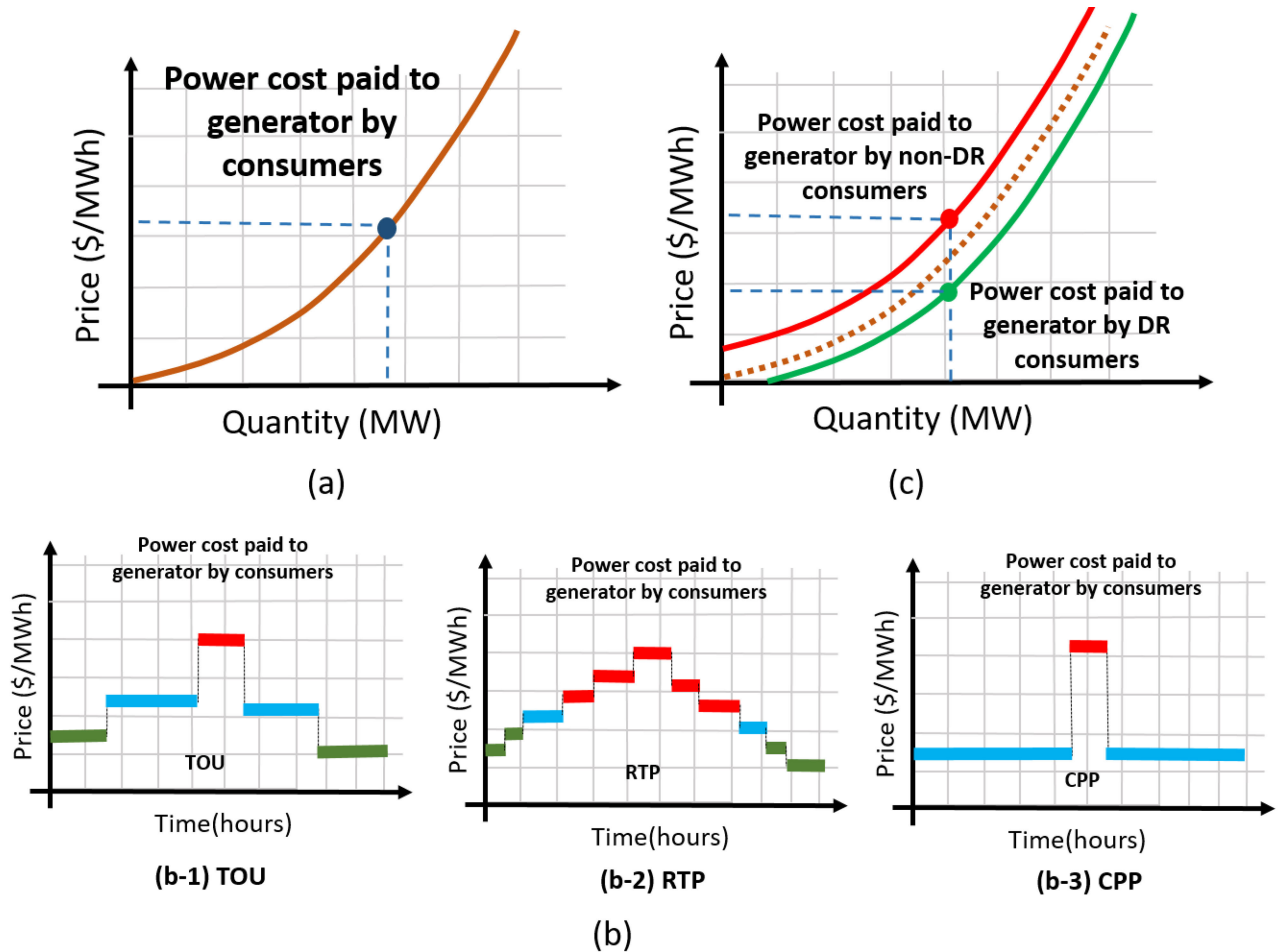 Power cost paid to
generator by
consumers
Price ($/MWh)
Quantity (MW)
(a)
Power cost paid to
generator by non-DR
consumers
Power cost paid to
generator by DR
consumers
Price ($/MWh)
Quantity (MW)
(c)
Power cost paid to
generator by consumers
Price ($/MWh)
TOU
Time(hours)
(b-1) TOU
Power cost paid to
generator by consumers
Price ($/MWh)
RTP
Time(hours)
(b-2) RTP
Power cost paid to
generator by consumers
Price ($/MWh)
CPP
Time(hours)
(b-3) CPP
(b)